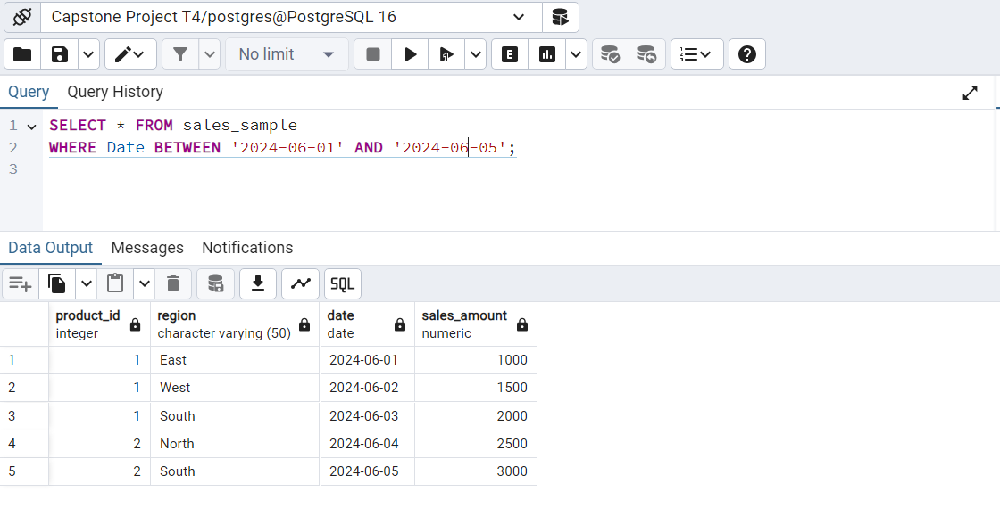 Capstone Project T4/postgres@PostgreSQL 16
No limit E
Query Query History
1 SELECT * FROM sales_sample
2 WHERE Date BETWEEN '2024-06-01' AND '2024-06-05';
3
Data Output Messages Notifications
SQL
product_id region date sales_amount
integer character varying (50) date numeric
1 1 East 2024-06-01 1000
2 1 West 2024-06-02 1500
3 1 South 2024-06-03 2000
4 2 North 2024-06-04 2500
5 2 South 2024-06-05 3000